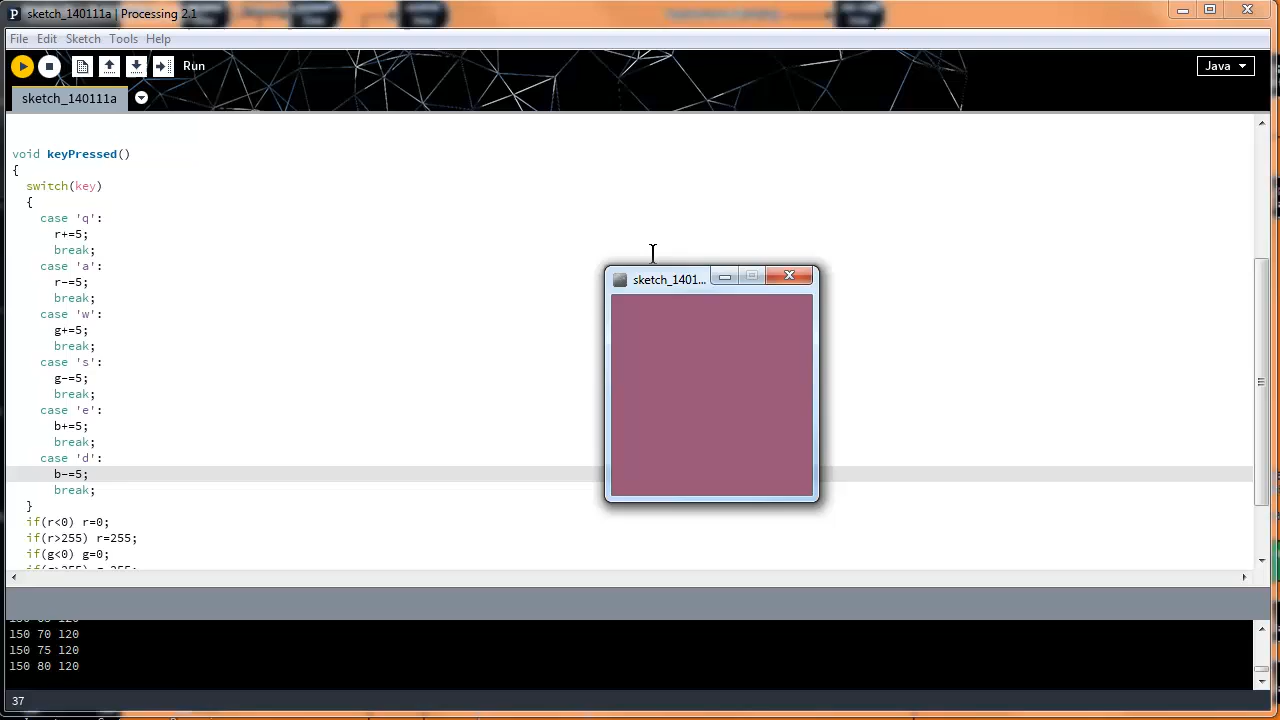 sketch_140111a | Processing 2.1
File Edit Sketch Tools Help
Run
Java
sketch_140111a
void keyPressed()
{
switch(key)
{
case 'q':
r+=5;
break;
case 'a':
r-=5;
break;
case 'w':
g+=5;
break;
case 's':
g-=5;
break;
case 'e':
b+=5;
break;
case 'd':
b-=5;
break;
}
if(r<0) r=0;
if(r>255) r=255;
if(g<0) g=0;
sketch_1401...
150 70 120
150 75 120
150 80 120
37